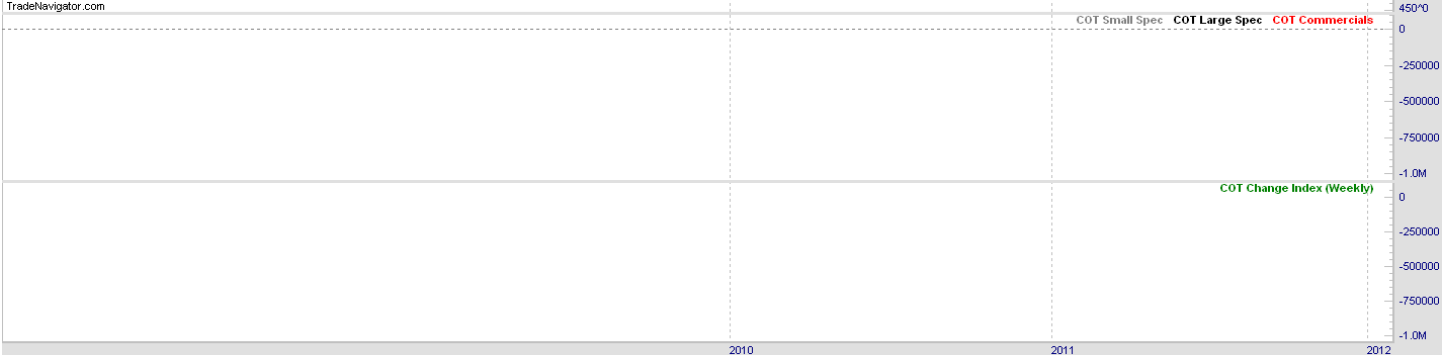 TradeNavigator.com
450^0
COT Small Spec COT Large Spec COT Commercials
0
-250000
-500000
-750000
-1.0M
COT Change Index (Weekly)
0
-250000
-500000
-750000
-1.0M
2010 2011 2012